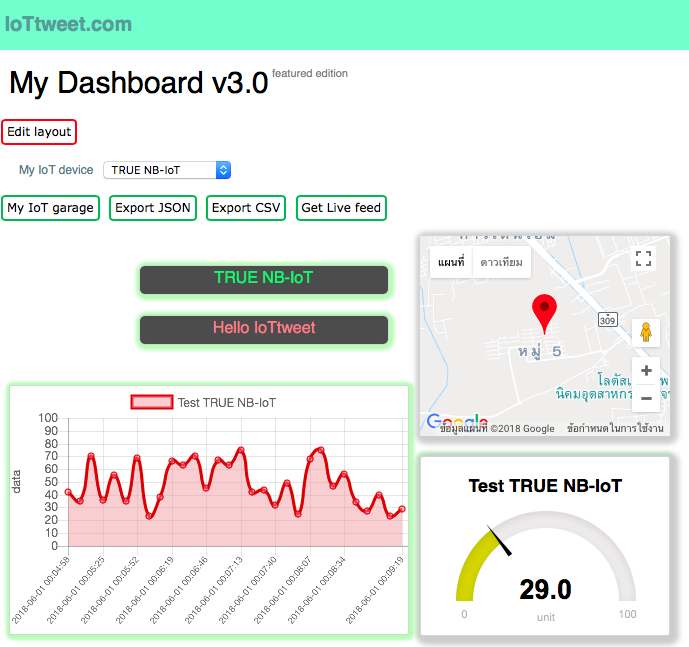 IoTtweet.com
My Dashboard v3.0 featured edition
Edit layout
My IoT device TRUE NB-IoT
My IoT garage Export JSON Export CSV Get Live feed
TRUE NB-IoT
Hello IoTtweet
แผนที่ ดาวเทียม
309
หมู่ 5
นิคมอุตสาหกร
Google
ข้อมูลแผนที่ ©2018 Google ข้อกำหนดในการใช้งาน
Test TRUE NB-IoT
data
100
90
80
70
60
50
40
30
20
10
0
2018-06-01 00:04:58
2018-06-01 00:05:25
2018-06-01 00:05:52
2018-06-01 00:06:19
2018-06-01 00:06:46
2018-06-01 00:07:13
2018-06-01 00:07:40
2018-06-01 00:08:07
2018-06-01 00:08:34
2018-06-01 00:09:19
Test TRUE NB-IoT
29.0
0 unit 100